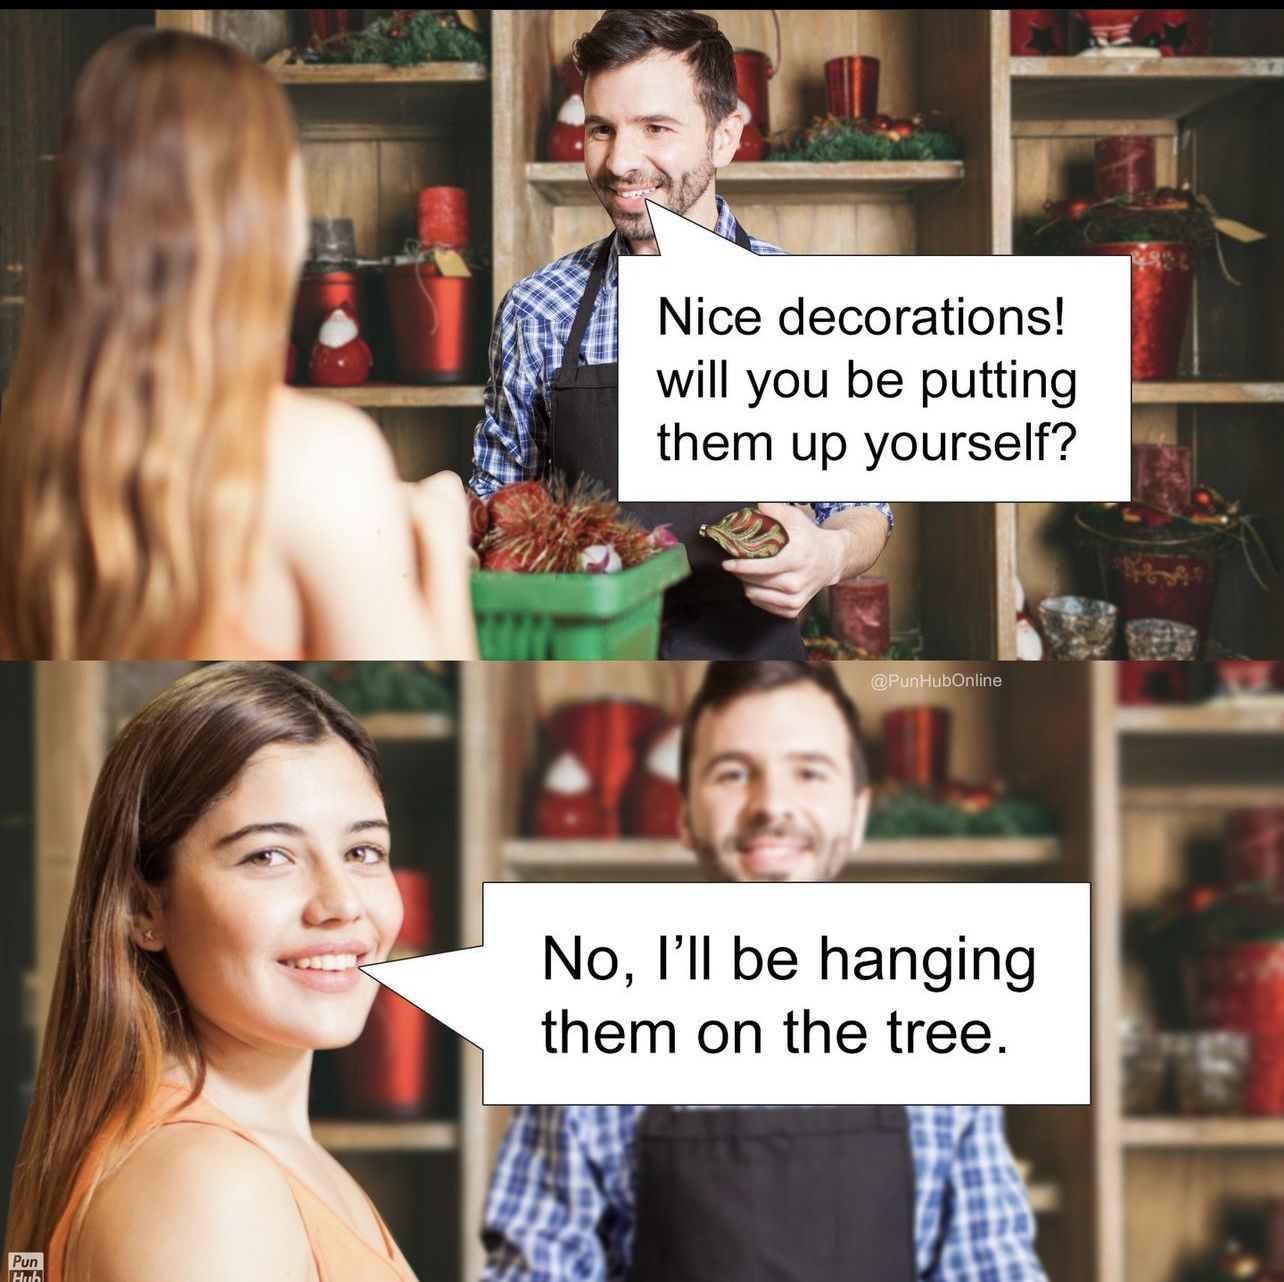 Nice decorations!
will you be putting
them up yourself?
@PunHubOnline
No, I’ll be hanging
them on the tree.
Pun
Hub